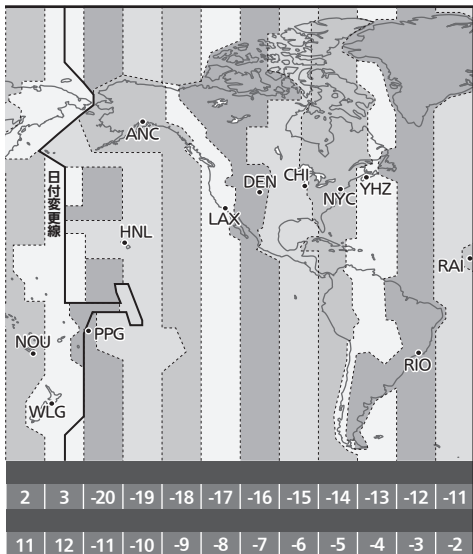 ANC
DEN
CHI
NYC
YHZ
LAX
日付変更線
HNL
RAI
NOU
PPG
RIO
WLG
2 3 -20 -19 -18 -17 -16 -15 -14 -13 -12 -11
11 12 -11 -10 -9 -8 -7 -6 -5 -4 -3 -2